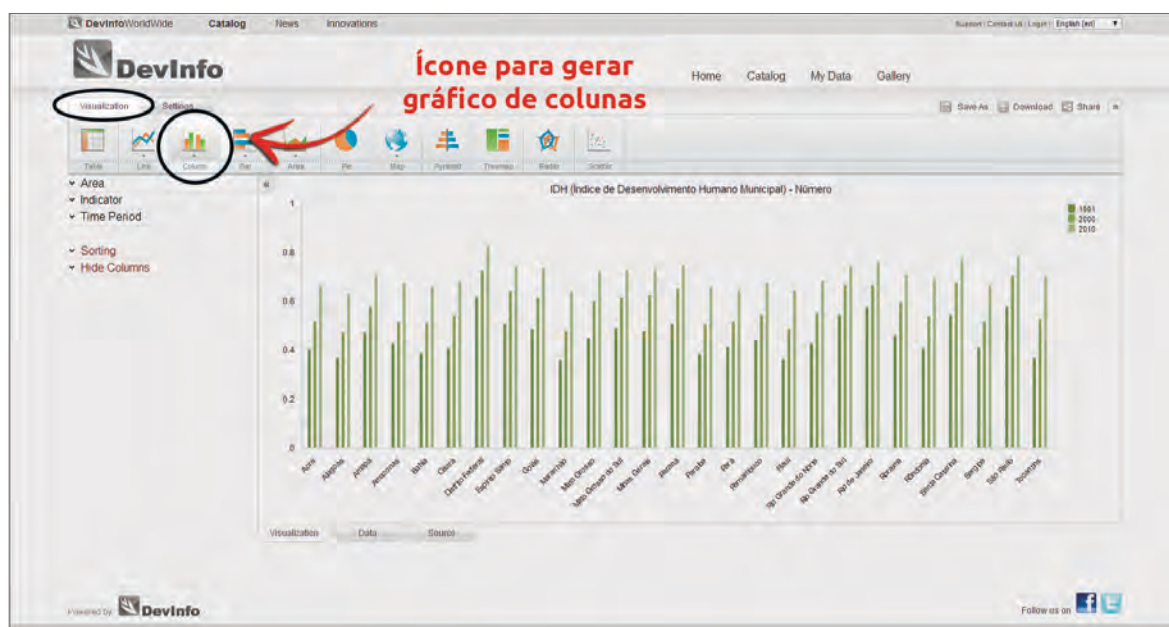 DevInfoWorldWide Catalog News Innovations
Support | Contact Us | Login | English (en)
DevInfo
Ícone para gerar
gráfico de colunas
Home Catalog My Data Gallery
Visualization Settings
Save As Download Share
Table Line Column Bar Area Pie Map Pyramid Treemap Radar Scatter
Area
Indicator
Time Period
Sorting
Hide Columns
IDH (Índice de Desenvolvimento Humano Municipal) - Número
1991
2000
2010
1
0.8
0.6
0.4
0.2
0
Acre Alagoas Amapá Amazonas Bahia Ceará Distrito Federal Espírito Santo Goiás Maranhão Mato Grosso Mato Grosso do Sul Minas Gerais Paraná Paraíba Pará Pernambuco Piauí Rio Grande do Norte Rio Grande do Sul Rio de Janeiro Roraima Rondônia Santa Catarina Sergipe São Paulo Tocantins
Visualization Data Source
Powered by DevInfo
Follow us on